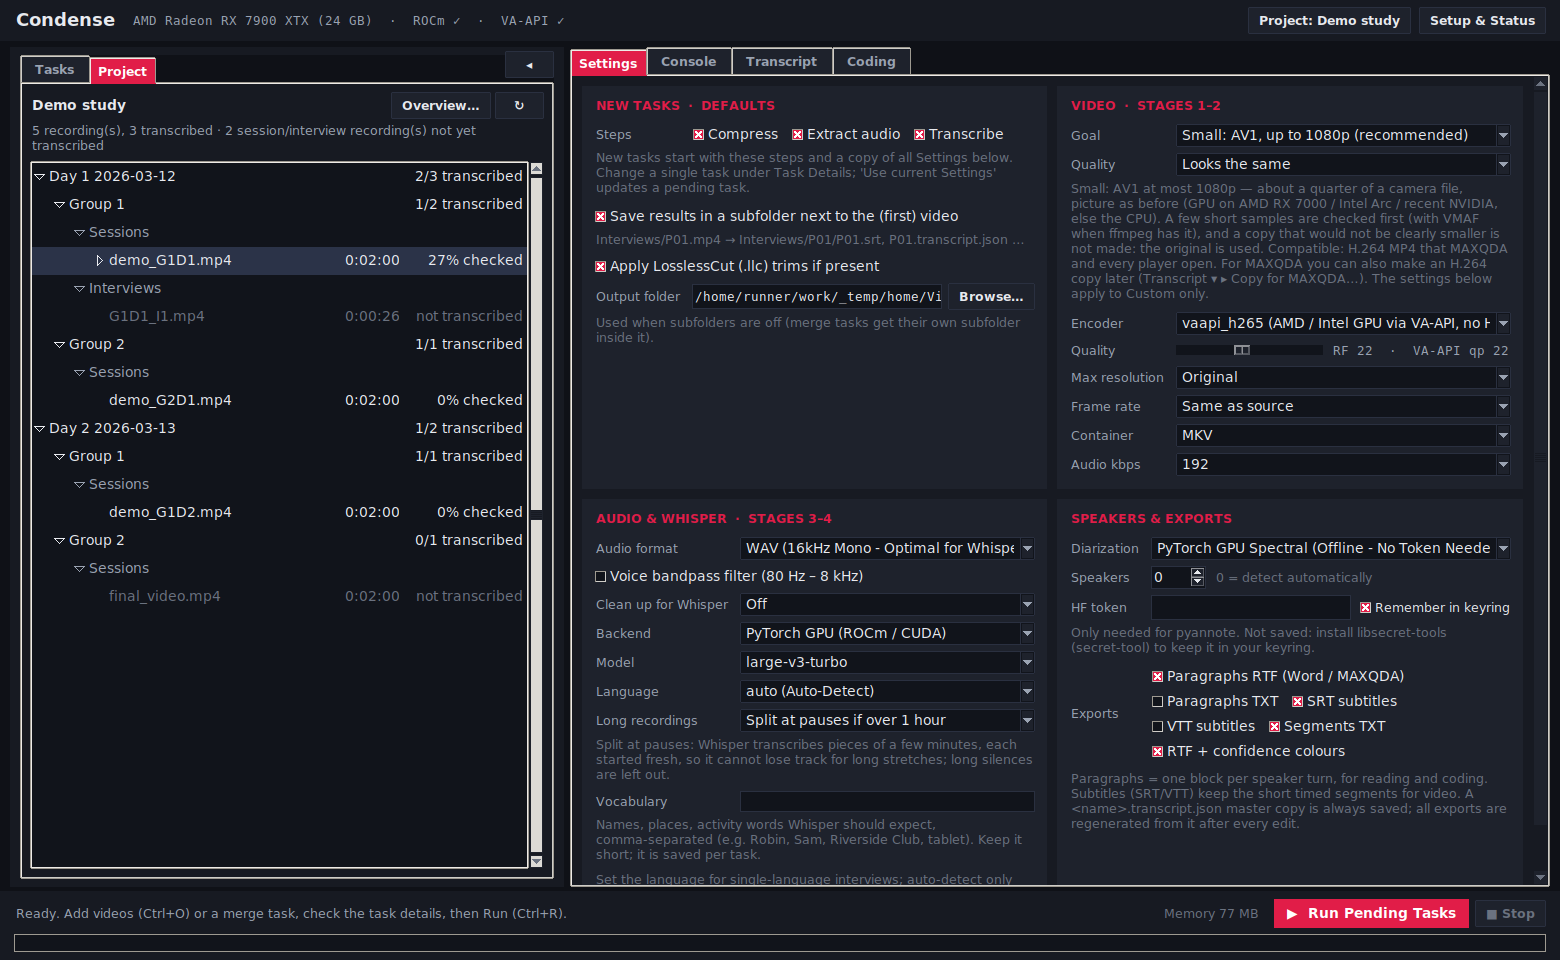 Condense AMD Radeon RX 7900 XTX (24 GB) · ROCm ✓ · VA-API ✓
Project: Demo study Setup & Status
Tasks Project ◂
Demo study Overview… ↻
5 recording(s), 3 transcribed · 2 session/interview recording(s) not yet
transcribed
Day 1 2026-03-12 2/3 transcribed
Group 1 1/2 transcribed
Sessions
demo_G1D1.mp4 0:02:00 27% checked
Interviews
G1D1_I1.mp4 0:00:26 not transcribed
Group 2 1/1 transcribed
Sessions
demo_G2D1.mp4 0:02:00 0% checked
Day 2 2026-03-13 1/2 transcribed
Group 1 1/1 transcribed
Sessions
demo_G1D2.mp4 0:02:00 0% checked
Group 2 0/1 transcribed
Sessions
final_video.mp4 0:02:00 not transcribed
Settings Console Transcript Coding
NEW TASKS · DEFAULTS
Steps Compress Extract audio Transcribe
New tasks start with these steps and a copy of all Settings below.
Change a single task under Task Details; 'Use current Settings'
updates a pending task.
Save results in a subfolder next to the (first) video
Interviews/P01.mp4 → Interviews/P01/P01.srt, P01.transcript.json …
Apply LosslessCut (.llc) trims if present
Output folder /home/runner/work/_temp/home/Vi Browse…
Used when subfolders are off (merge tasks get their own subfolder
inside it).
VIDEO · STAGES 1–2
Goal Small: AV1, up to 1080p (recommended)
Quality Looks the same
Small: AV1 at most 1080p — about a quarter of a camera file,
picture as before (GPU on AMD RX 7000 / Intel Arc / recent NVIDIA,
else the CPU). A few short samples are checked first (with VMAF
when ffmpeg has it), and a copy that would not be clearly smaller is
not made: the original is used. Compatible: H.264 MP4 that MAXQDA
and every player open. For MAXQDA you can also make an H.264
copy later (Transcript ▾ ▸ Copy for MAXQDA…). The settings below
apply to Custom only.
Encoder vaapi_h265 (AMD / Intel GPU via VA-API, no H
Quality RF 22 · VA-API qp 22
Max resolution Original
Frame rate Same as source
Container MKV
Audio kbps 192
AUDIO & WHISPER · STAGES 3–4
Audio format WAV (16kHz Mono - Optimal for Whispe
Voice bandpass filter (80 Hz – 8 kHz)
Clean up for Whisper Off
Backend PyTorch GPU (ROCm / CUDA)
Model large-v3-turbo
Language auto (Auto-Detect)
Long recordings Split at pauses if over 1 hour
Split at pauses: Whisper transcribes pieces of a few minutes, each
started fresh, so it cannot lose track for long stretches; long silences
are left out.
Vocabulary
Names, places, activity words Whisper should expect,
comma-separated (e.g. Robin, Sam, Riverside Club, tablet). Keep it
short; it is saved per task.
Set the language for single-language interviews; auto-detect only
SPEAKERS & EXPORTS
Diarization PyTorch GPU Spectral (Offline - No Token Neede
Speakers 0 0 = detect automatically
HF token Remember in keyring
Only needed for pyannote. Not saved: install libsecret-tools
(secret-tool) to keep it in your keyring.
Exports
Paragraphs RTF (Word / MAXQDA)
Paragraphs TXT SRT subtitles
VTT subtitles Segments TXT
RTF + confidence colours
Paragraphs = one block per speaker turn, for reading and coding.
Subtitles (SRT/VTT) keep the short timed segments for video. A
<name>.transcript.json master copy is always saved; all exports are
regenerated from it after every edit.
Ready. Add videos (Ctrl+O) or a merge task, check the task details, then Run (Ctrl+R).
Memory 77 MB ▶ Run Pending Tasks ■ Stop